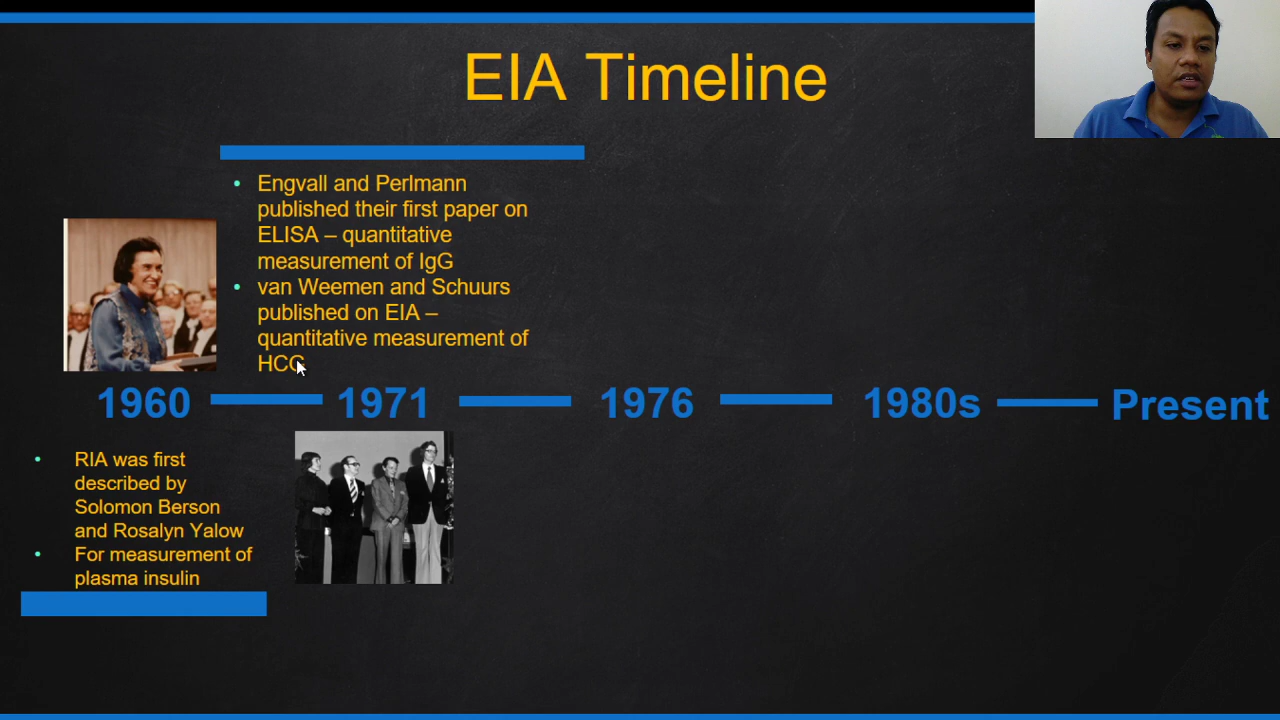 EIA Timeline
• Engvall and Perlmann
published their first paper on
ELISA – quantitative
measurement of IgG
• van Weemen and Schuurs
published on EIA –
quantitative measurement of
HCG
1960
1971
1976
1980s
Present
• RIA was first
described by
Solomon Berson
and Rosalyn Yalow
• For measurement of
plasma insulin